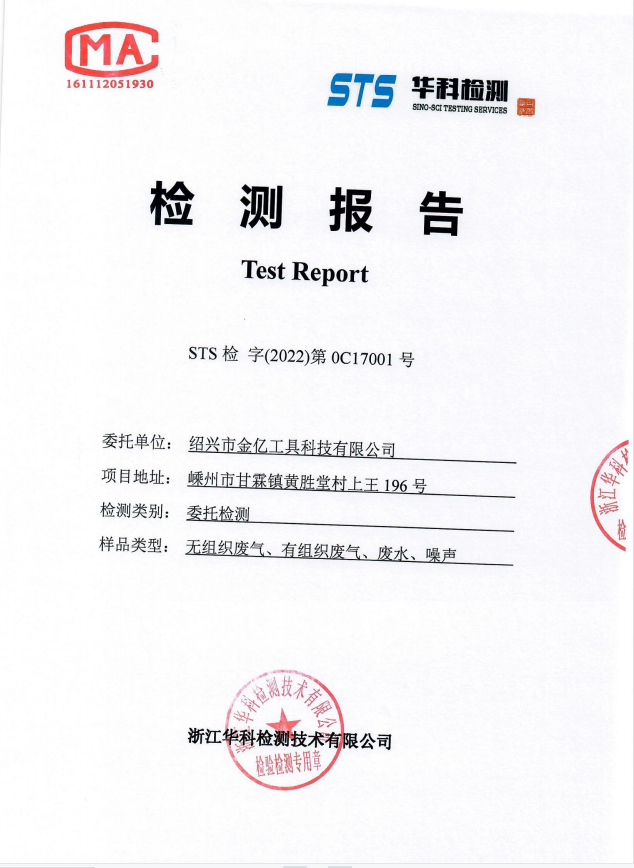 CMA
161112051930
STS 华科检测
SINO-SCI TESTING SERVICES
检测报告
Test Report
STS 检 字(2022)第 0C17001 号
委托单位: 绍兴市金亿工具科技有限公司
项目地址: 嵊州市甘霖镇黄胜堂村上王 196 号
检测类别: 委托检测
样品类型: 无组织废气、有组织废气、废水、噪声
浙江华科
检
浙江华科检测技术有限公司
浙江华科检测技术有限公司
检验检测专用章